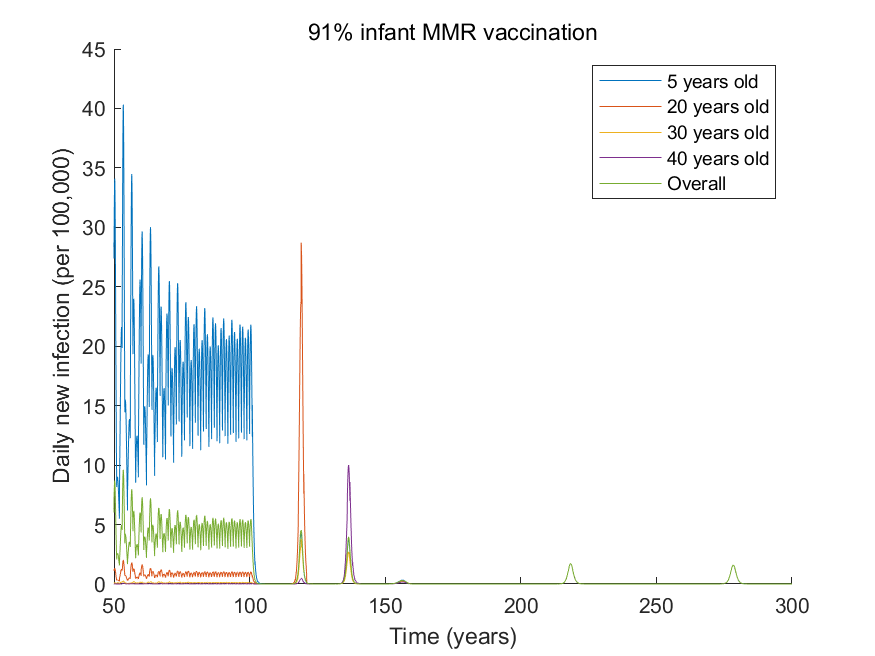 91% infant MMR vaccination
45
40
35
30
25
20
15
10
5
0
Daily new infection (per 100,000)
5 years old
20 years old
30 years old
40 years old
Overall
50 100 150 200 250 300
Time (years)